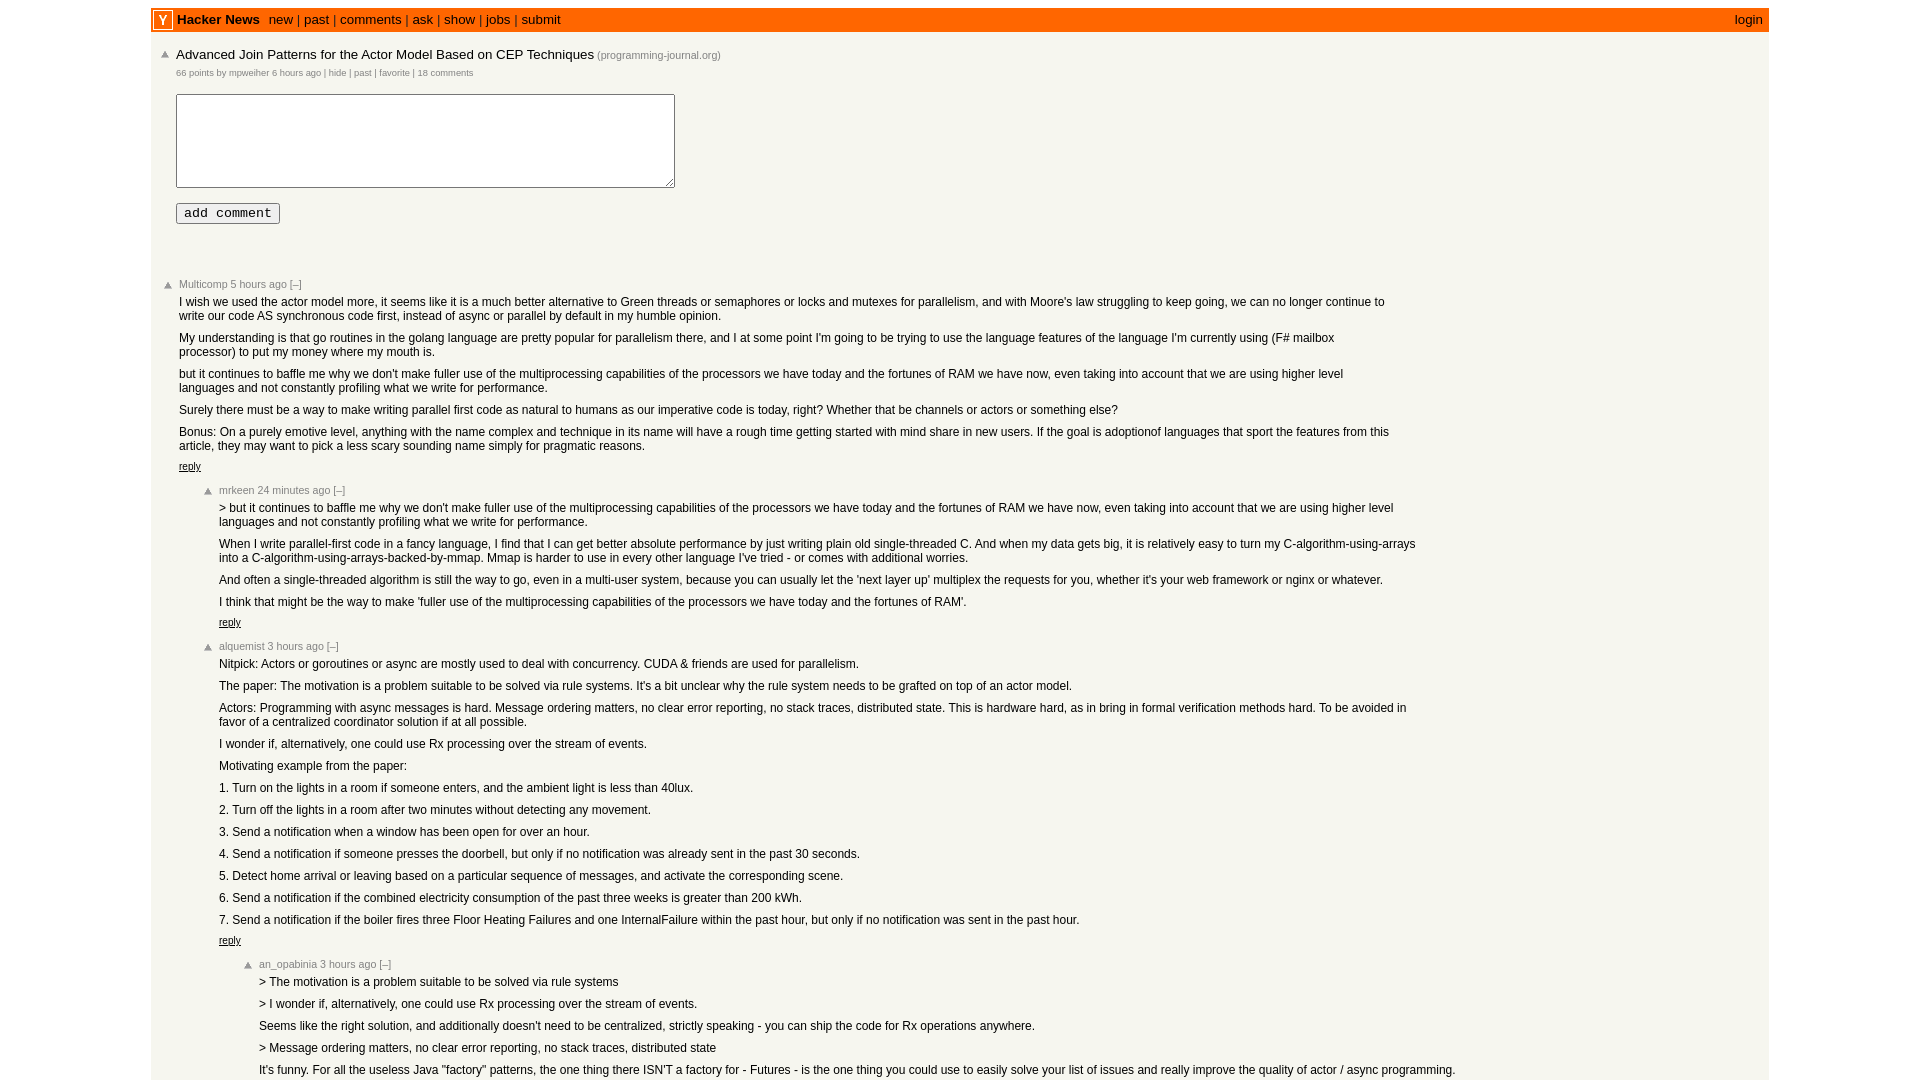 Y Hacker News new | past | comments | ask | show | jobs | submit login
Advanced Join Patterns for the Actor Model Based on CEP Techniques (programming-journal.org)
66 points by mpweiher 6 hours ago | hide | past | favorite | 18 comments
add comment
Multicomp 5 hours ago [–]
I wish we used the actor model more, it seems like it is a much better alternative to Green threads or semaphores or locks and mutexes for parallelism, and with Moore's law struggling to keep going, we can no longer continue to
write our code AS synchronous code first, instead of async or parallel by default in my humble opinion.
My understanding is that go routines in the golang language are pretty popular for parallelism there, and I at some point I'm going to be trying to use the language features of the language I'm currently using (F# mailbox
processor) to put my money where my mouth is.
but it continues to baffle me why we don't make fuller use of the multiprocessing capabilities of the processors we have today and the fortunes of RAM we have now, even taking into account that we are using higher level
languages and not constantly profiling what we write for performance.
Surely there must be a way to make writing parallel first code as natural to humans as our imperative code is today, right? Whether that be channels or actors or something else?
Bonus: On a purely emotive level, anything with the name complex and technique in its name will have a rough time getting started with mind share in new users. If the goal is adoptionof languages that sport the features from this
article, they may want to pick a less scary sounding name simply for pragmatic reasons.
reply
mrkeen 24 minutes ago [–]
> but it continues to baffle me why we don't make fuller use of the multiprocessing capabilities of the processors we have today and the fortunes of RAM we have now, even taking into account that we are using higher level
languages and not constantly profiling what we write for performance.
When I write parallel-first code in a fancy language, I find that I can get better absolute performance by just writing plain old single-threaded C. And when my data gets big, it is relatively easy to turn my C-algorithm-using-arrays
into a C-algorithm-using-arrays-backed-by-mmap. Mmap is harder to use in every other language I've tried - or comes with additional worries.
And often a single-threaded algorithm is still the way to go, even in a multi-user system, because you can usually let the 'next layer up' multiplex the requests for you, whether it's your web framework or nginx or whatever.
I think that might be the way to make 'fuller use of the multiprocessing capabilities of the processors we have today and the fortunes of RAM'.
reply
alquemist 3 hours ago [–]
Nitpick: Actors or goroutines or async are mostly used to deal with concurrency. CUDA & friends are used for parallelism.
The paper: The motivation is a problem suitable to be solved via rule systems. It's a bit unclear why the rule system needs to be grafted on top of an actor model.
Actors: Programming with async messages is hard. Message ordering matters, no clear error reporting, no stack traces, distributed state. This is hardware hard, as in bring in formal verification methods hard. To be avoided in
favor of a centralized coordinator solution if at all possible.
I wonder if, alternatively, one could use Rx processing over the stream of events.
Motivating example from the paper:
1. Turn on the lights in a room if someone enters, and the ambient light is less than 40lux.
2. Turn off the lights in a room after two minutes without detecting any movement.
3. Send a notification when a window has been open for over an hour.
4. Send a notification if someone presses the doorbell, but only if no notification was already sent in the past 30 seconds.
5. Detect home arrival or leaving based on a particular sequence of messages, and activate the corresponding scene.
6. Send a notification if the combined electricity consumption of the past three weeks is greater than 200 kWh.
7. Send a notification if the boiler fires three Floor Heating Failures and one InternalFailure within the past hour, but only if no notification was sent in the past hour.
reply
an_opabinia 3 hours ago [–]
> The motivation is a problem suitable to be solved via rule systems
> I wonder if, alternatively, one could use Rx processing over the stream of events.
Seems like the right solution, and additionally doesn't need to be centralized, strictly speaking - you can ship the code for Rx operations anywhere.
> Message ordering matters, no clear error reporting, no stack traces, distributed state
It's funny. For all the useless Java "factory" patterns, the one thing there ISN'T a factory for - Futures - is the one thing you could use to easily solve your list of issues and really improve the quality of actor / async programming.